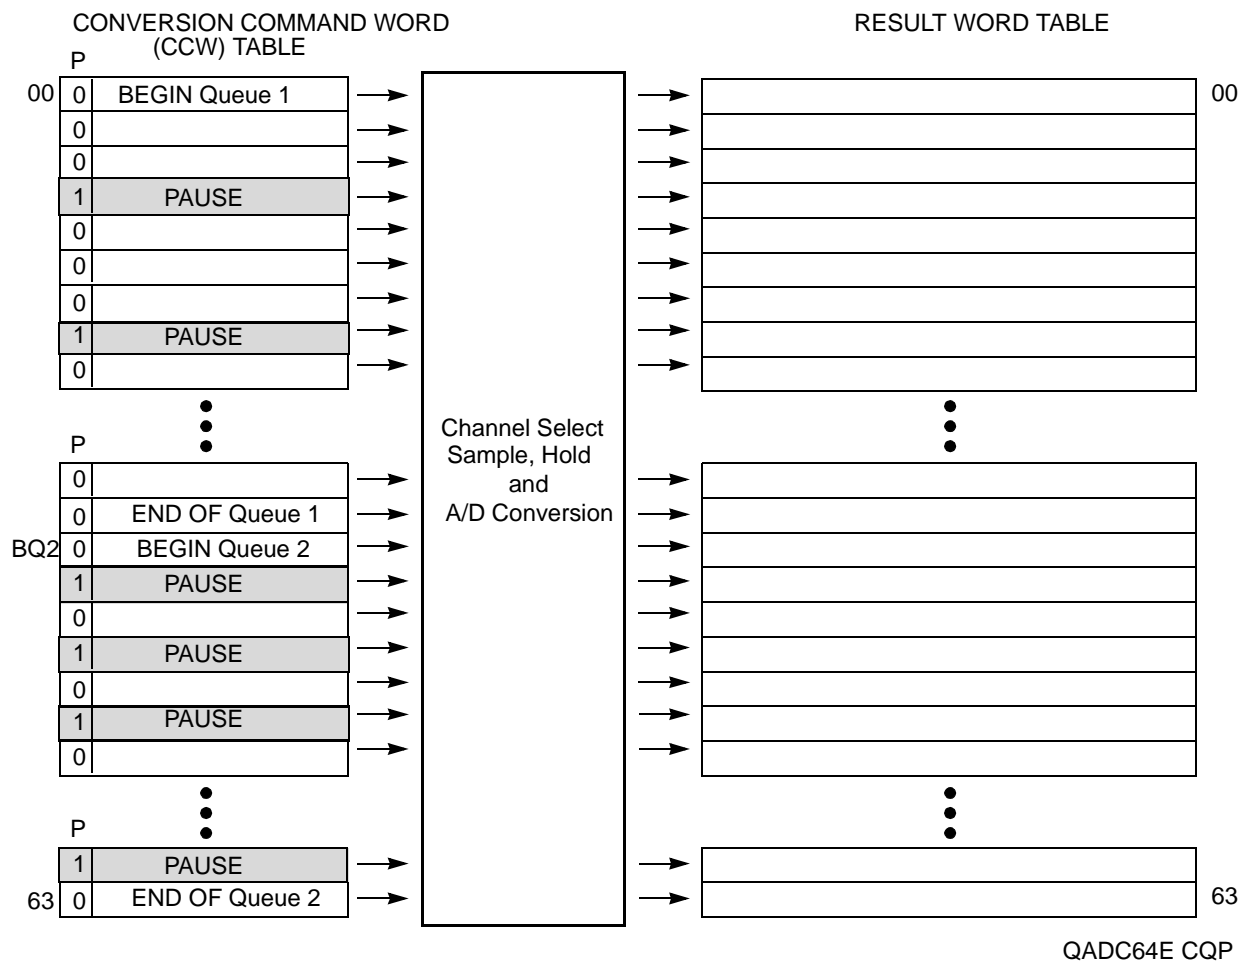 CONVERSION COMMAND WORD
(CCW) TABLE
RESULT WORD TABLE
P
00 0 BEGIN Queue 1 00
0
0
1 PAUSE
0
0
0
1 PAUSE
0
P
0
0 END OF Queue 1
BQ2 0 BEGIN Queue 2
1 PAUSE
0
1 PAUSE
0
1 PAUSE
0
P
1 PAUSE
63 0 END OF Queue 2 63
Channel Select
Sample, Hold
and
A/D Conversion
QADC64E CQP